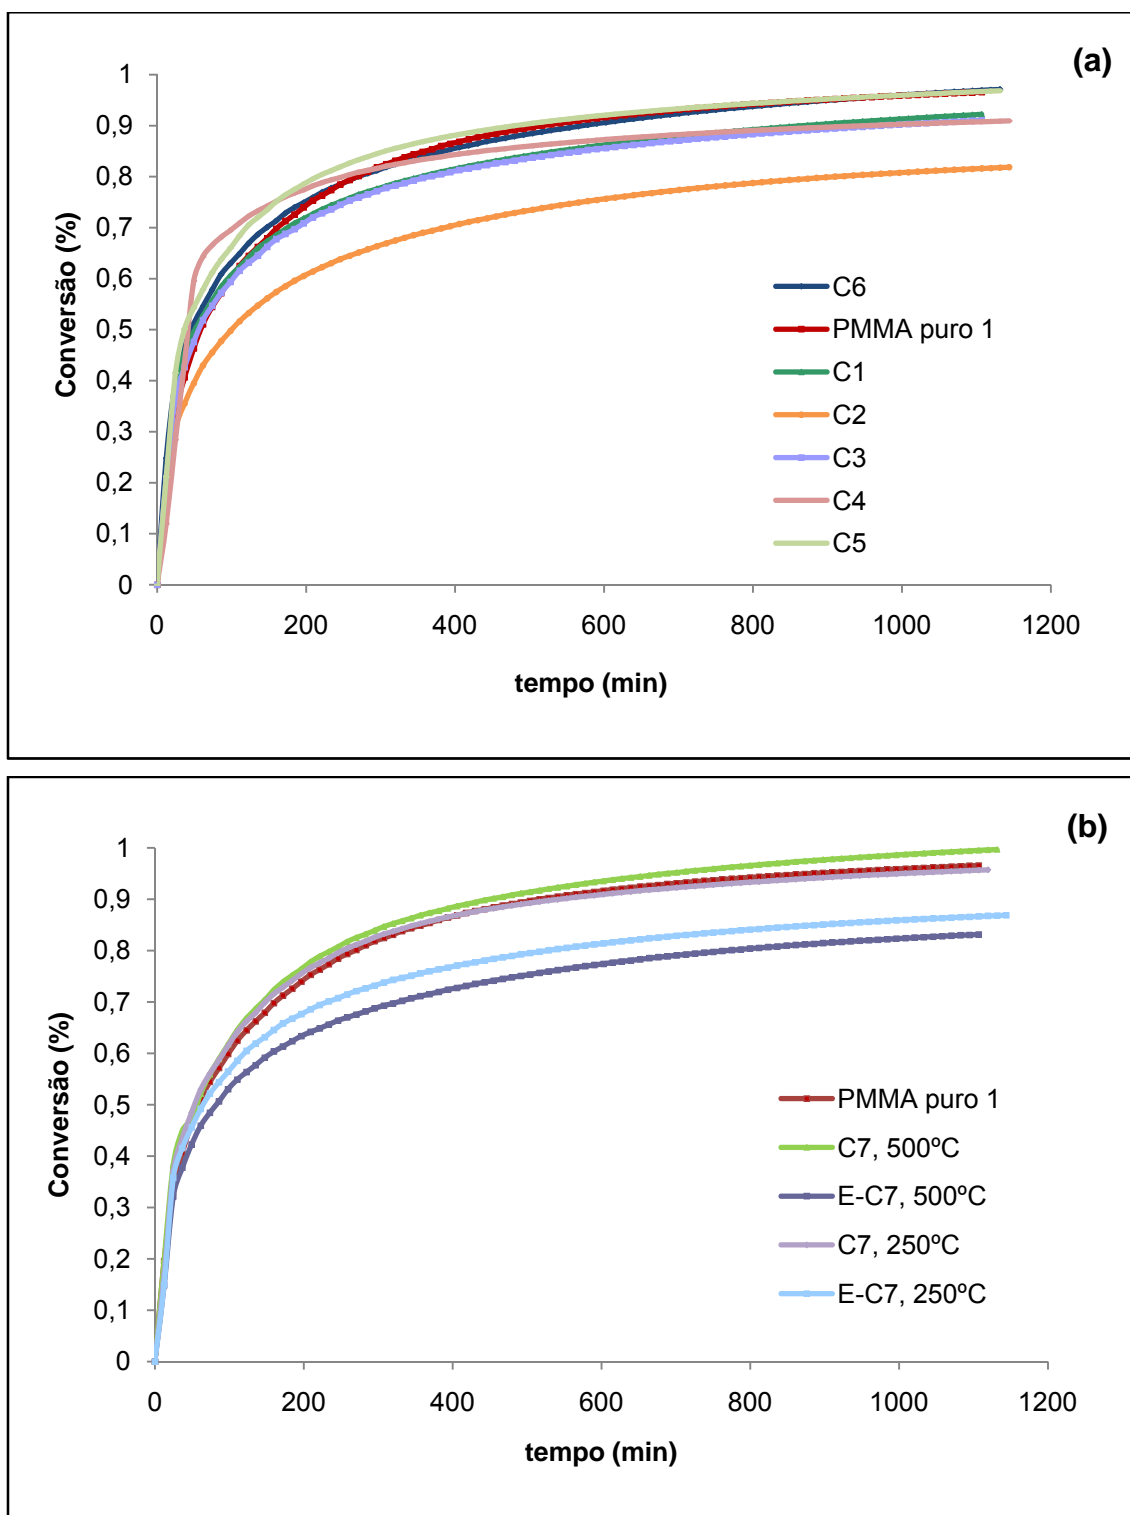 (a)
1
0,9
0,8
0,7
0,6
0,5
0,4
0,3
0,2
0,1
0
Conversão (%)
C6
PMMA puro 1
C1
C2
C3
C4
C5
0 200 400 600 800 1000 1200
tempo (min)
(b)
1
0,9
0,8
0,7
0,6
0,5
0,4
0,3
0,2
0,1
0
Conversão (%)
PMMA puro 1
C7, 500ºC
E-C7, 500ºC
C7, 250ºC
E-C7, 250ºC
0 200 400 600 800 1000 1200
tempo (min)